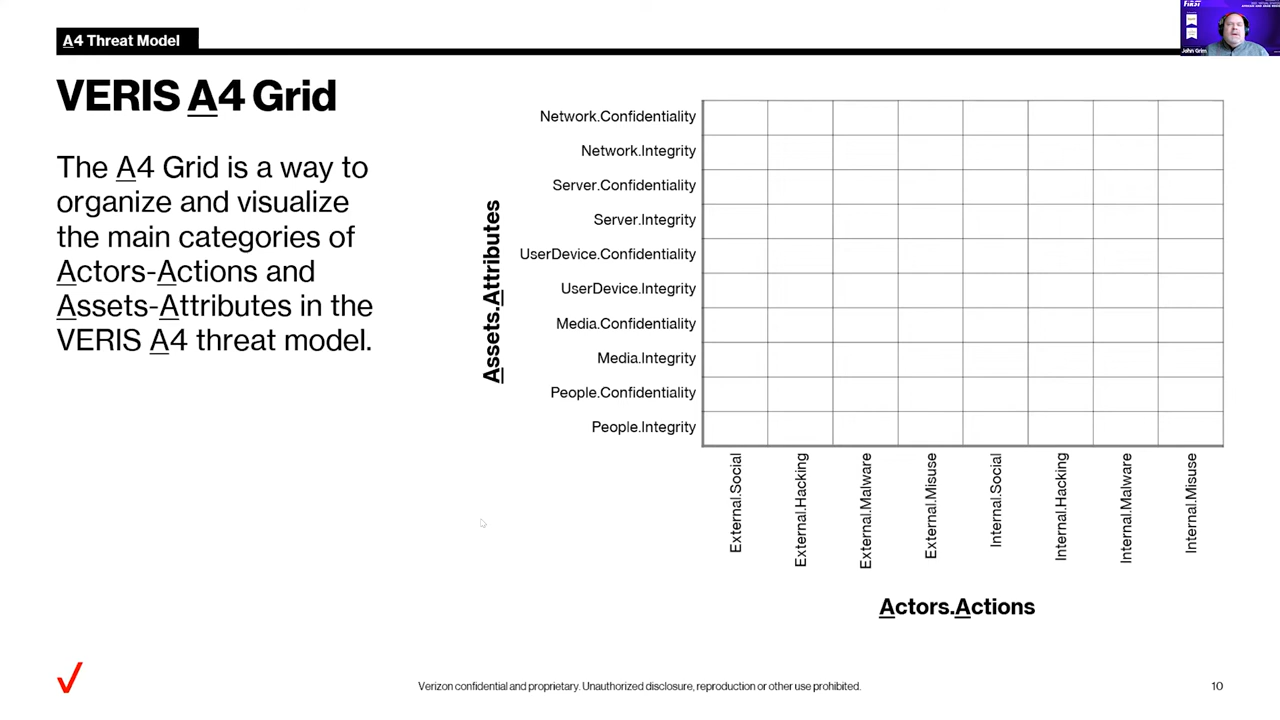 FIRST
John Grim
A4 Threat Model
VERIS A4 Grid
The A4 Grid is a way to
organize and visualize
the main categories of
Actors-Actions and
Assets-Attributes in the
VERIS A4 threat model.
Assets.Attributes
Network.Confidentiality
Network.Integrity
Server.Confidentiality
Server.Integrity
UserDevice.Confidentiality
UserDevice.Integrity
Media.Confidentiality
Media.Integrity
People.Confidentiality
People.Integrity
External.Social
External.Hacking
External.Malware
External.Misuse
Internal.Social
Internal.Hacking
Internal.Malware
Internal.Misuse
Actors.Actions
Verizon confidential and proprietary. Unauthorized disclosure, reproduction or other use prohibited.
10